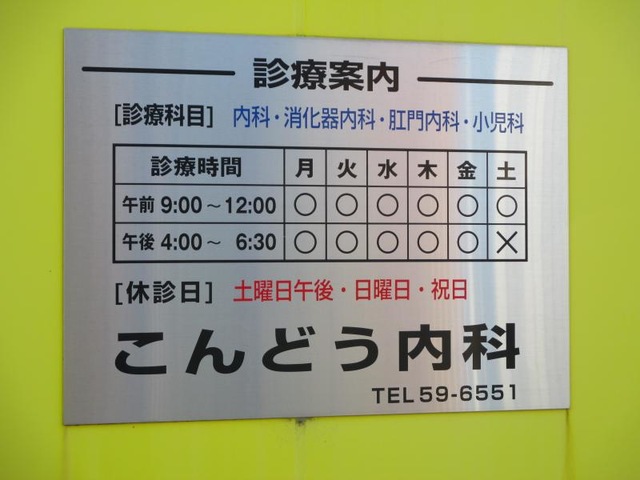 診療案内
[診療科目] 内科・消化器内科・肛門内科・小児科
診療時間 月 火 水 木 金 土
午前 9:00～12:00 ○ ○ ○ ○ ○ ○
午後 4:00～ 6:30 ○ ○ ○ ○ ○ ×
[休診日] 土曜日午後・日曜日・祝日
こんどう内科
TEL 59-6551